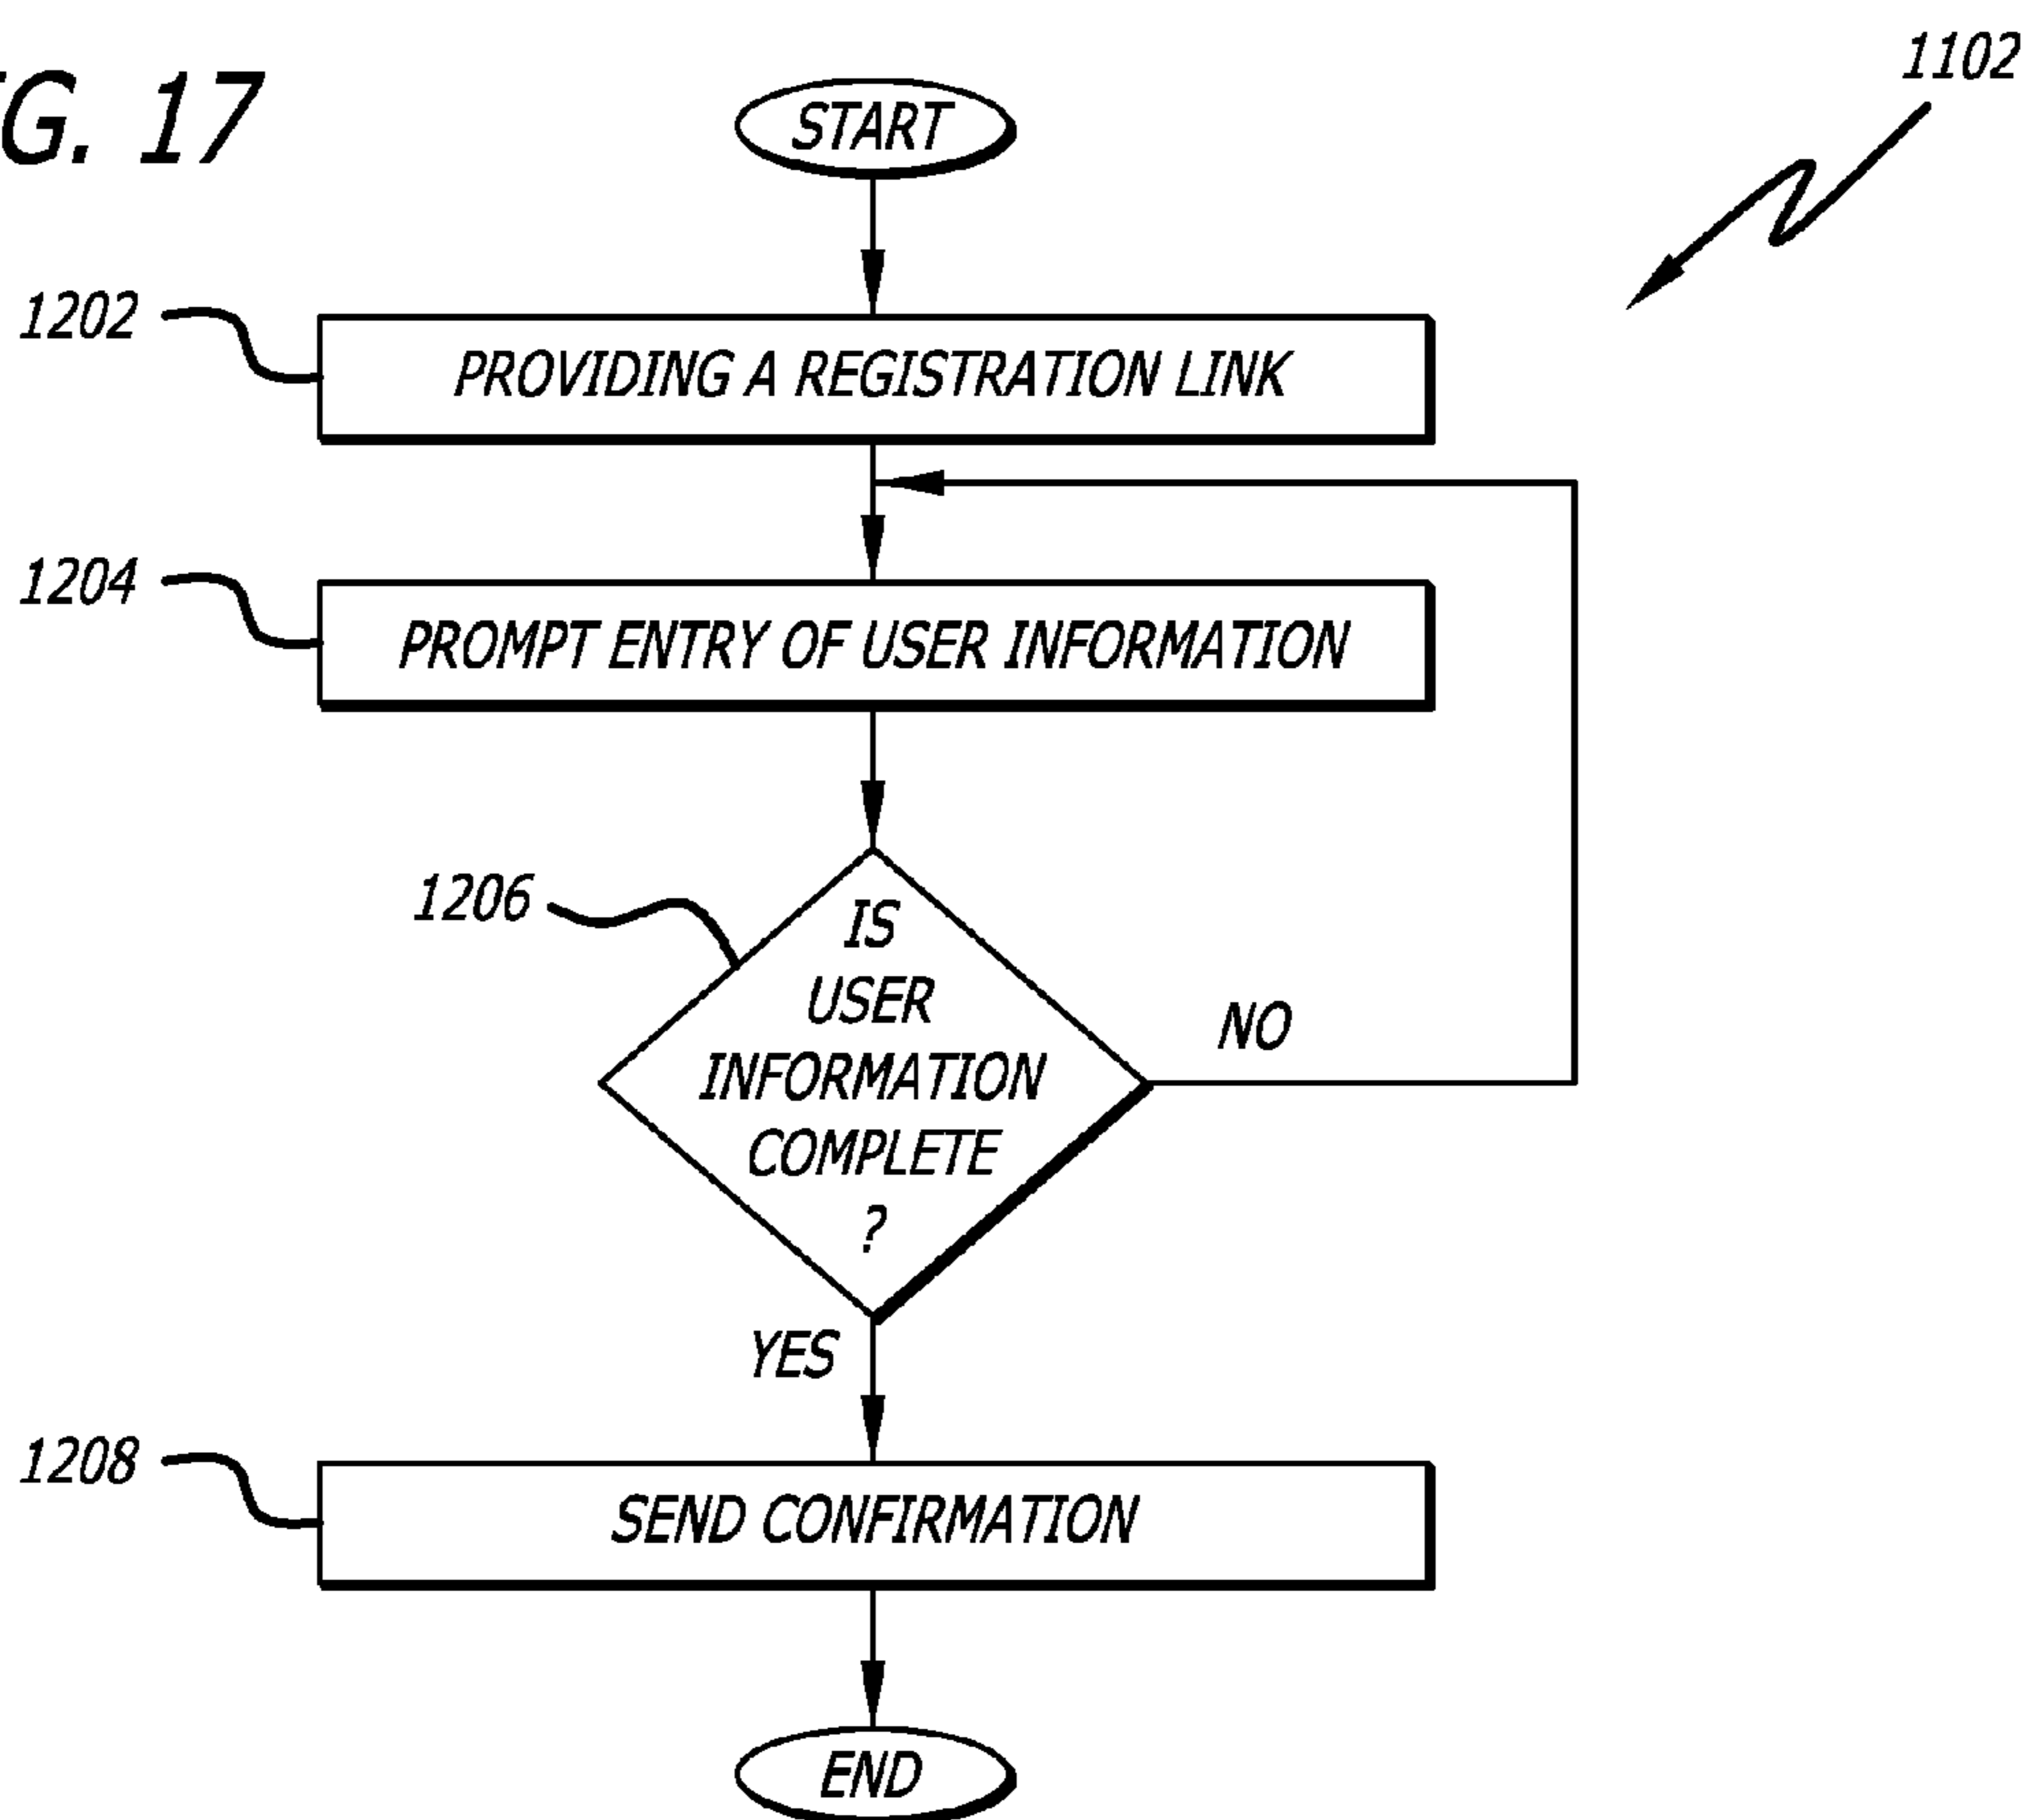 G. 17
START
1102
1202
PROVIDING A REGISTRATION LINK
1204
PROMPT ENTRY OF USER INFORMATION
1206
IS
USER
INFORMATION
COMPLETE
?
NO
YES
1208
SEND CONFIRMATION
END